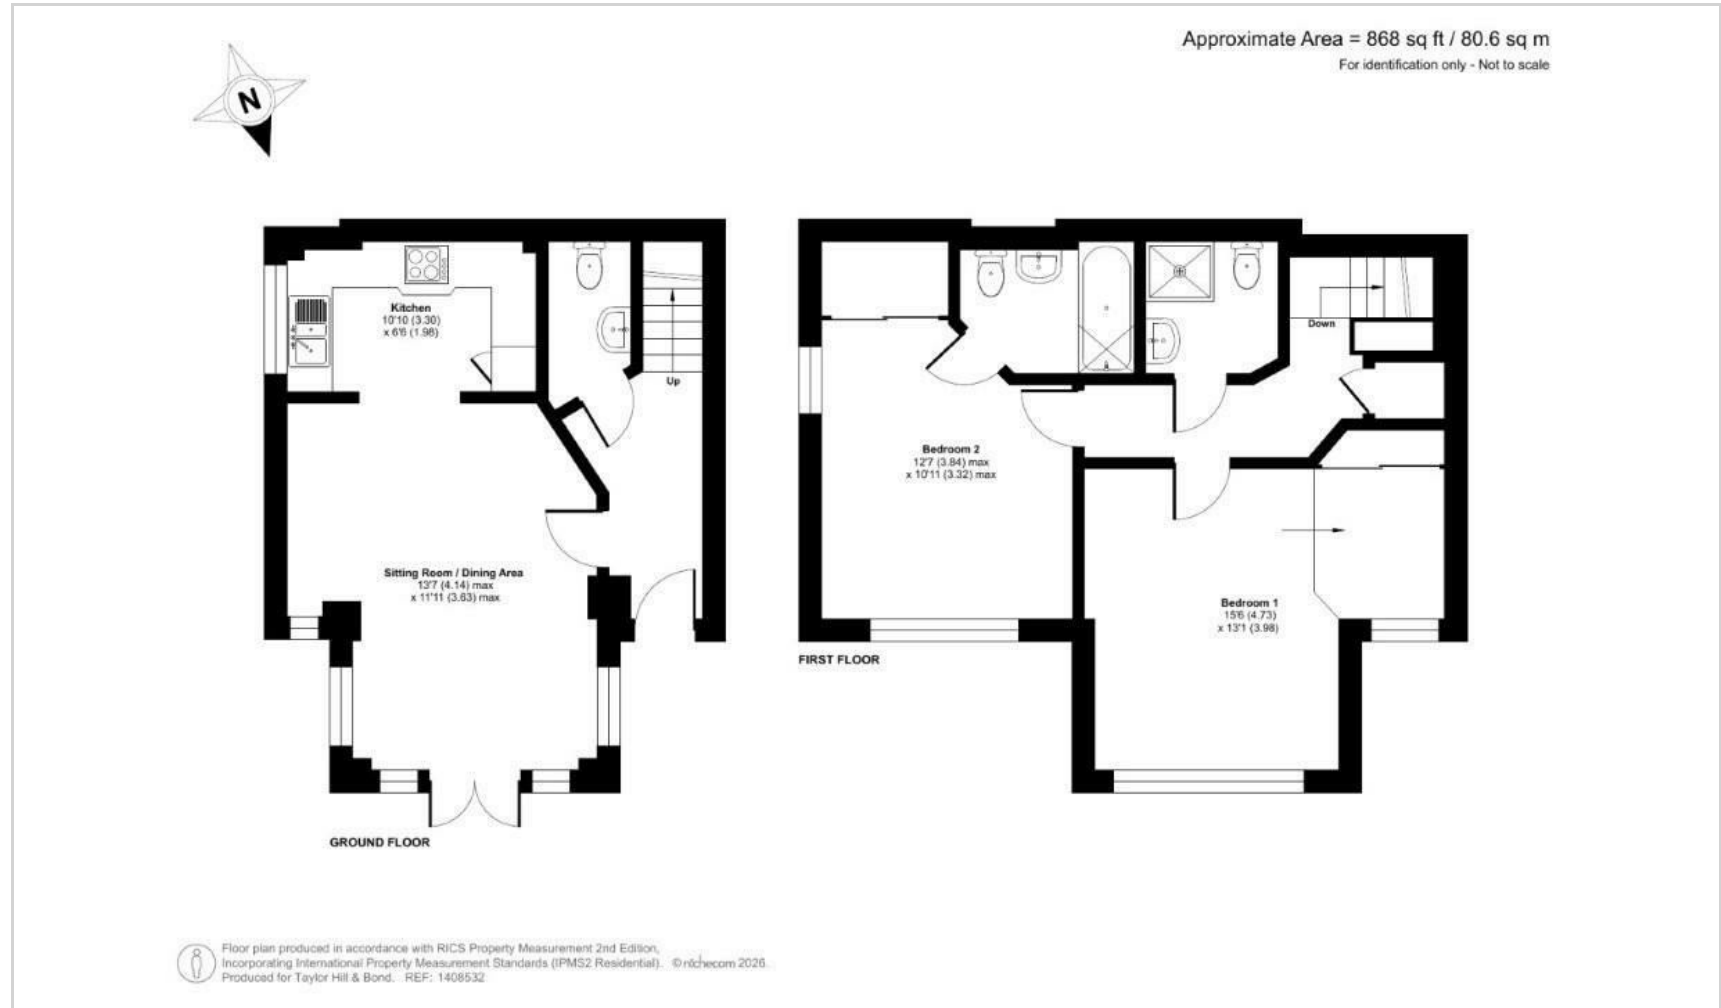 Approximate Area = 868 sq ft / 80.6 sq m
For identification only - Not to scale
N
Kitchen
10'10 (3.30)
x 6'6 (1.98)
Up
Sitting Room / Dining Area
13'7 (4.14) max
x 11'11 (3.63) max
GROUND FLOOR
Down
Bedroom 2
12'7 (3.84) max
x 10'11 (3.32) max
Bedroom 1
15'6 (4.73)
x 13'1 (3.98)
FIRST FLOOR
Floor plan produced in accordance with RICS Property Measurement 2nd Edition,
Incorporating International Property Measurement Standards (IPMS2 Residential). © nichecom 2026.
Produced for Taylor Hill & Bond. REF: 1408532